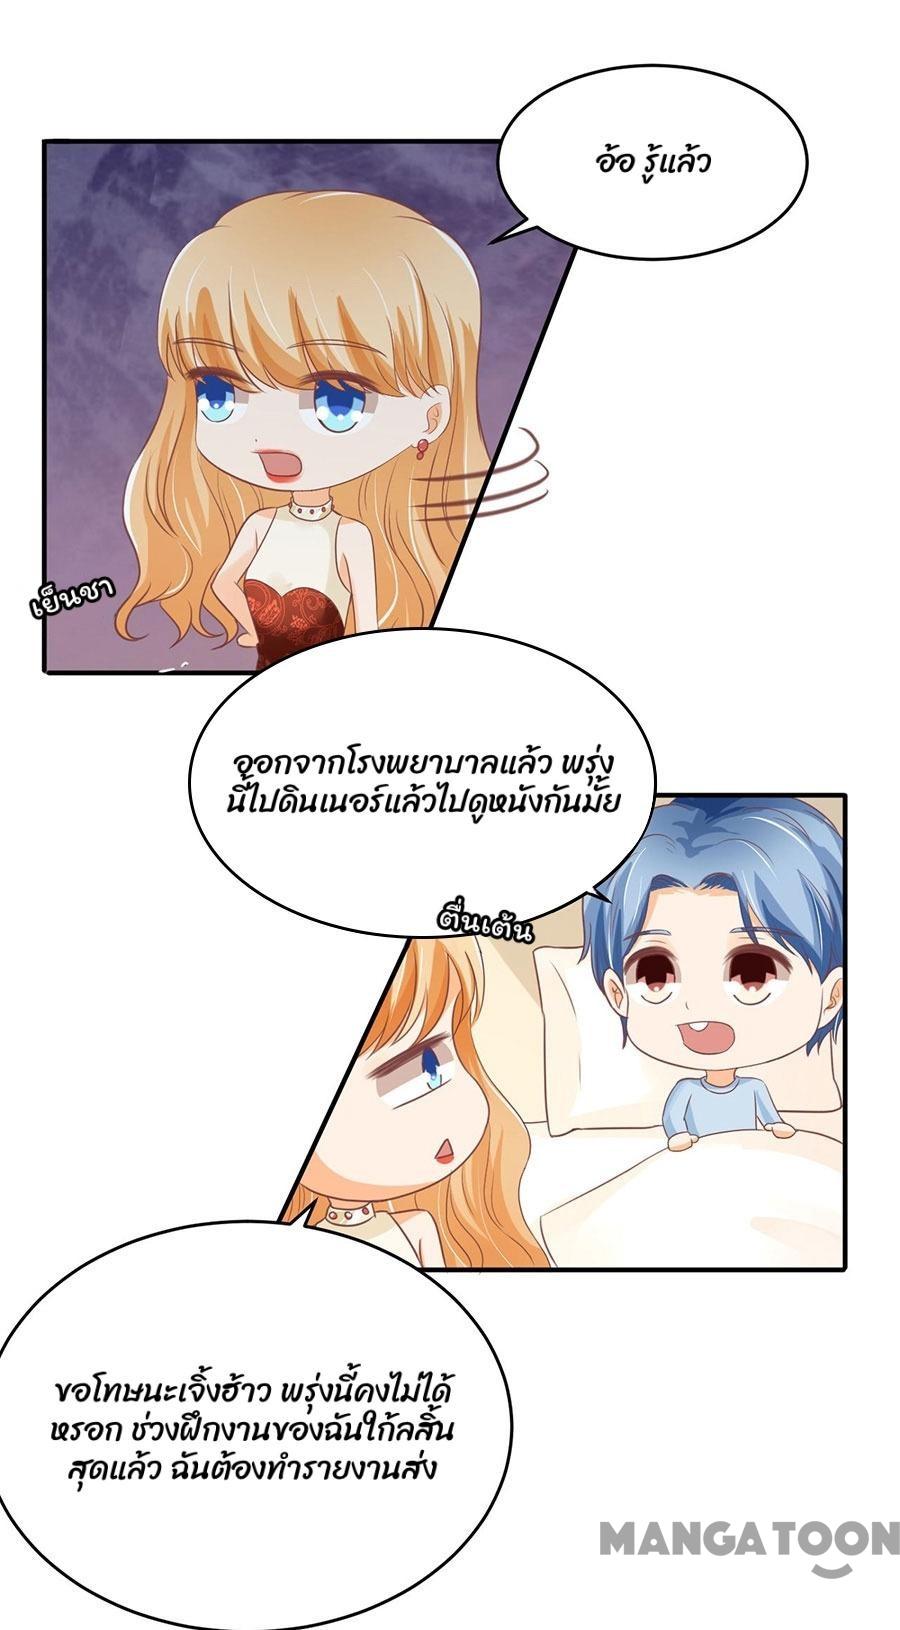 อ้อ รู้แล้ว
เย็นชา
ออกจากโรงพยาบาลแล้ว พรุ่ง
นี้ไปดินเนอร์แล้วไปดูหนังกันมั้ย
ตื่นเต้น
ขอโทษนะเจิ้งฮ้าว พรุ่งนี้คงไม่ได้
หรอก ช่วงฝึกงานของฉันใกล้สิ้น
สุดแล้ว ฉันต้องทำรายงานส่ง
MANGATOON